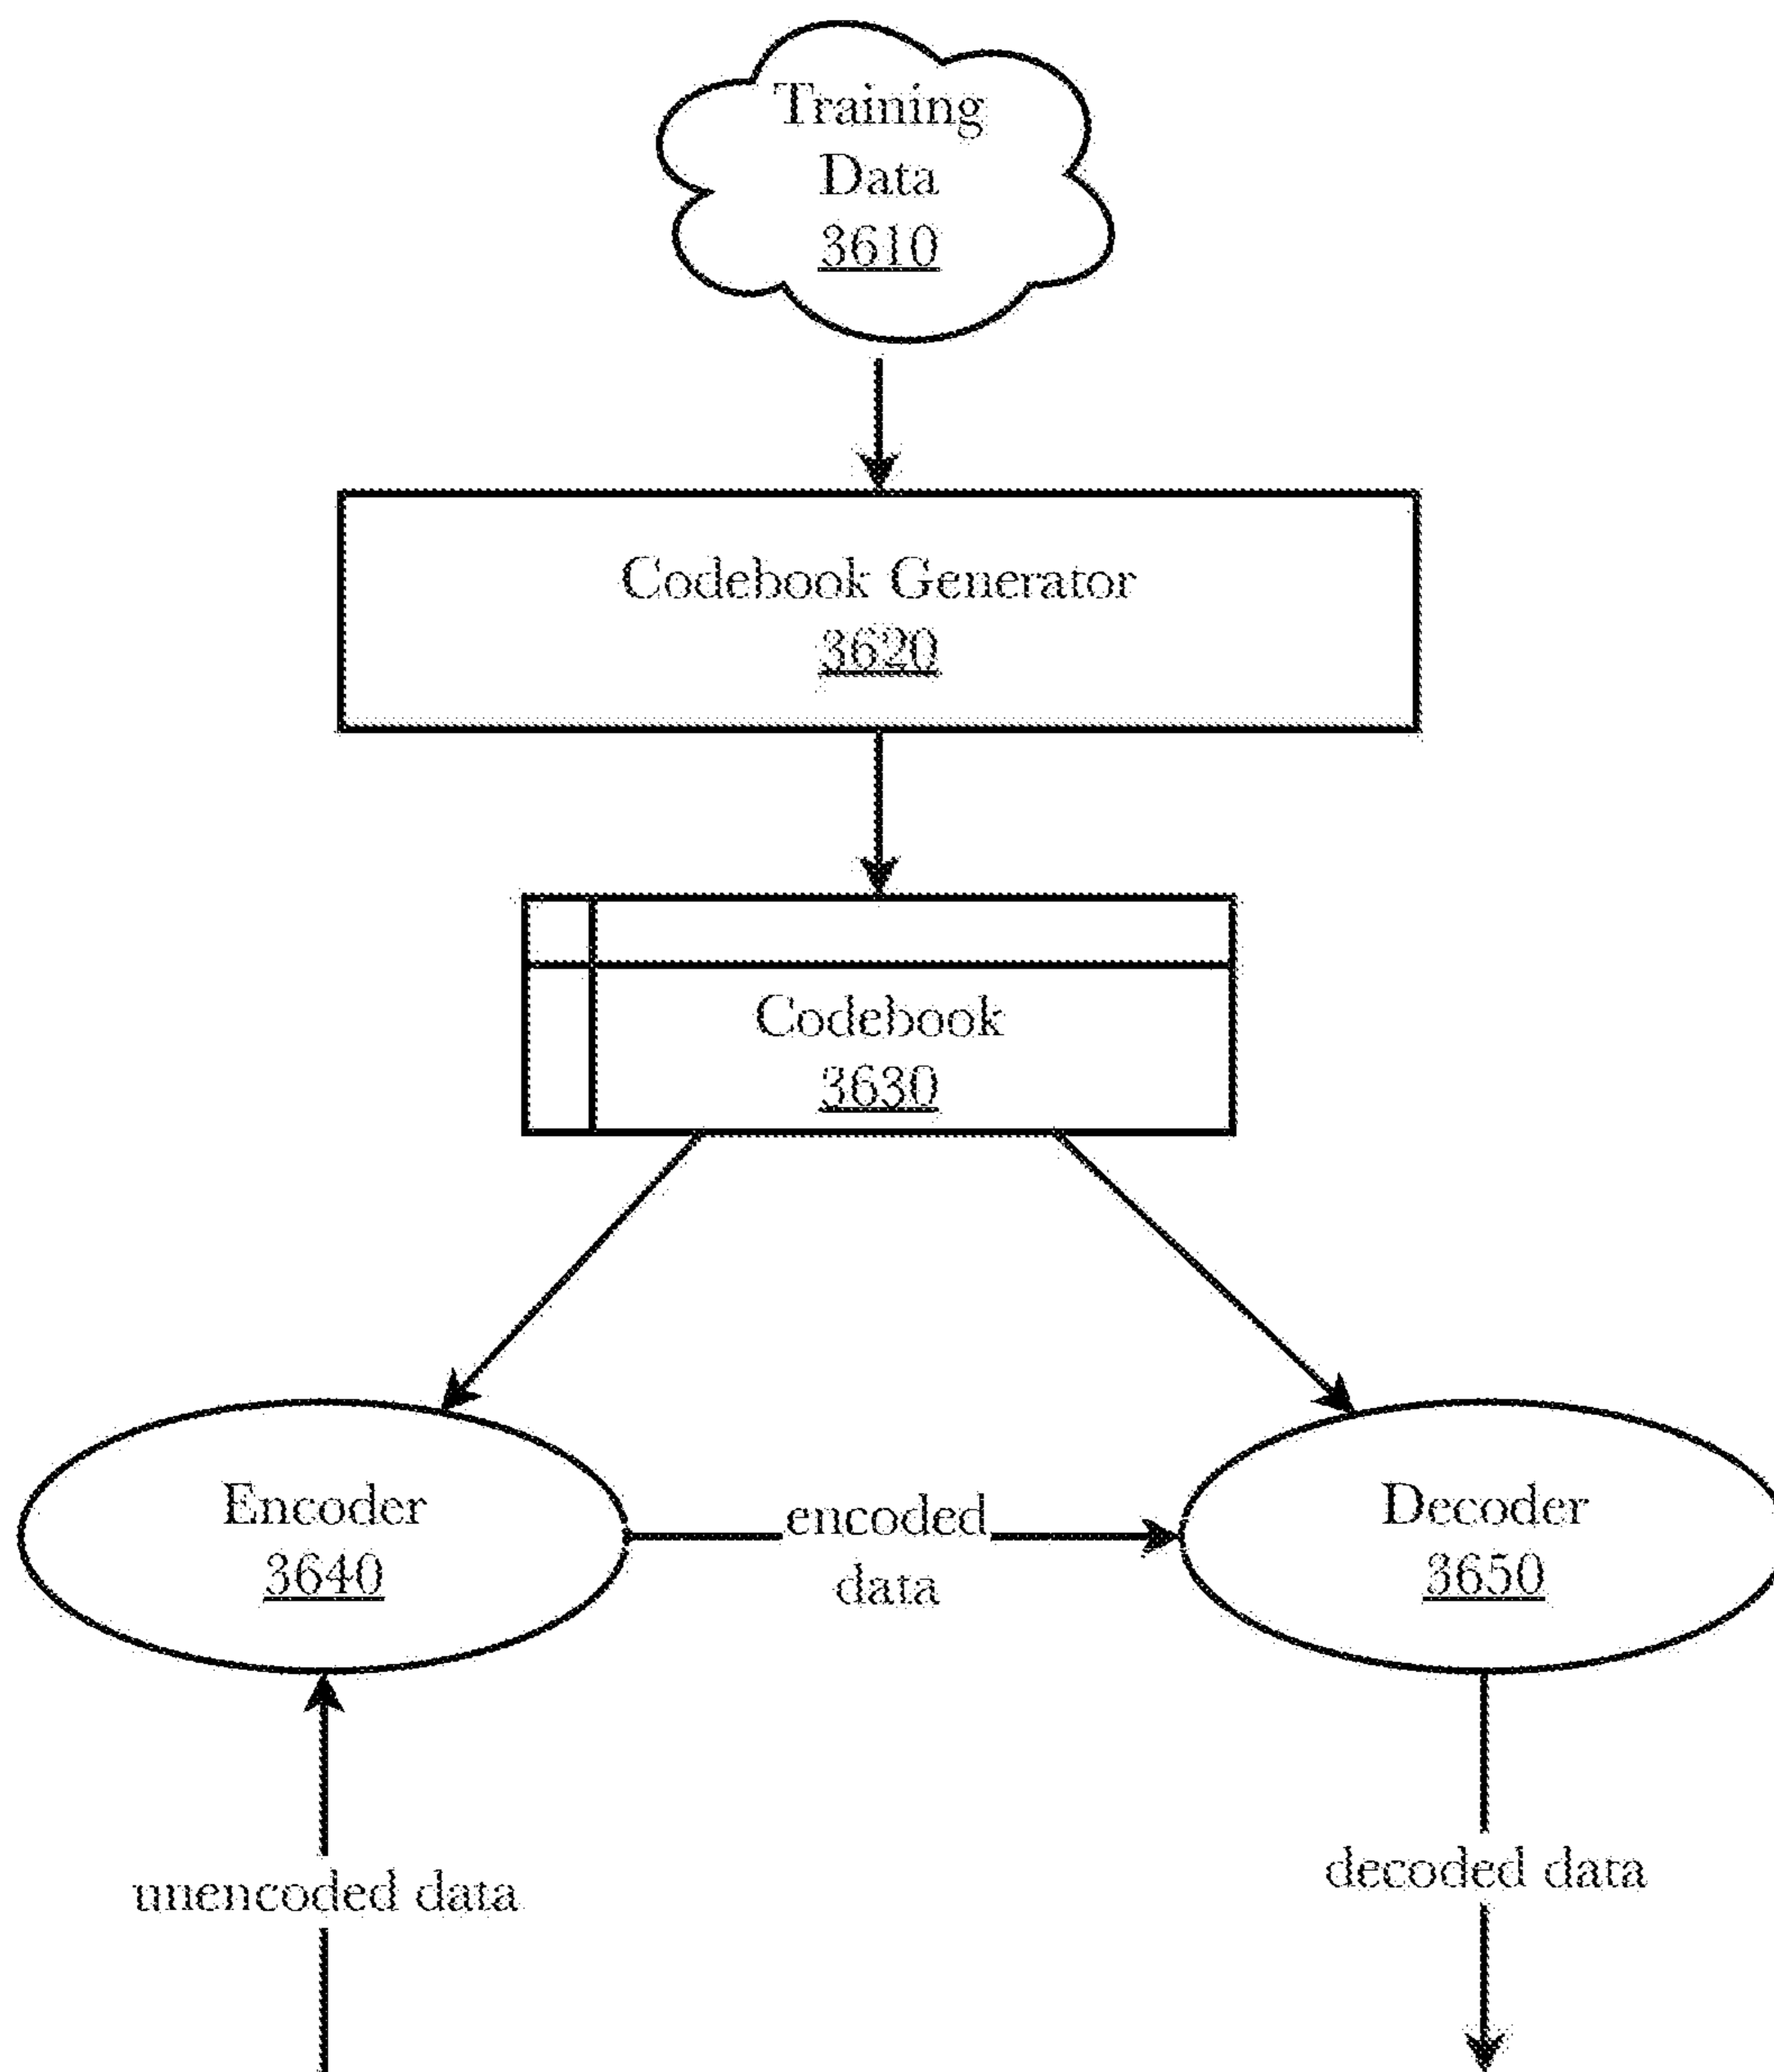 Training
Data
3610
Codebook Generator
3620
Codebook
3630
Encoder
3640
encoded
data
Decoder
3650
unencoded data
decoded data